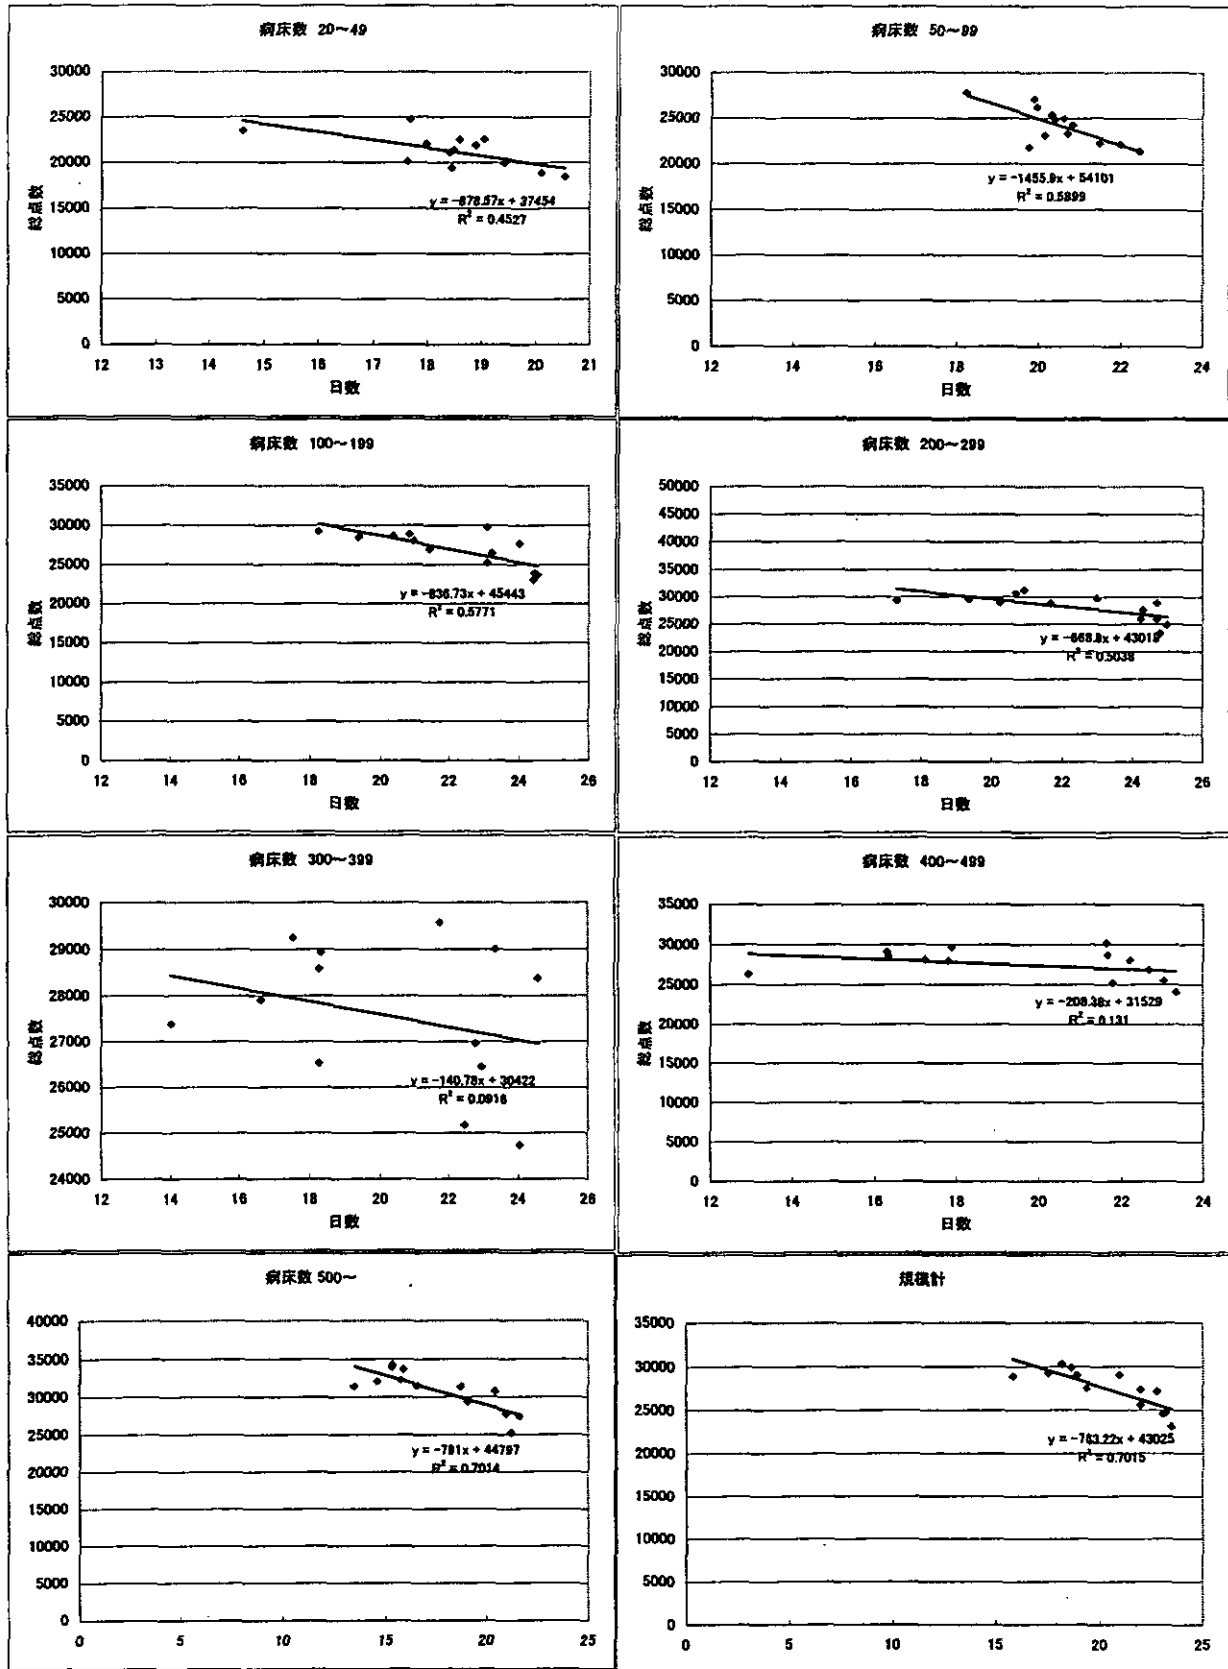 病床数 20～49
30000
25000
20000
15000
10000
5000
0
総点数
y = -878.57x + 37454
R² = 0.4527
12 13 14 15 16 17 18 19 20 21
日数
病床数 50～99
30000
25000
20000
15000
10000
5000
0
総点数
y = -1455.9x + 54101
R² = 0.5899
12 14 16 18 20 22 24
日数
病床数 100～199
35000
30000
25000
20000
15000
10000
5000
0
総点数
y = -836.73x + 45443
R² = 0.5771
12 14 16 18 20 22 24 26
日数
病床数 200～299
50000
45000
40000
35000
30000
25000
20000
15000
10000
5000
0
総点数
y = -668.8x + 43018
R² = 0.5038
12 14 16 18 20 22 24 26
日数
病床数 300～399
30000
29000
28000
27000
26000
25000
24000
総点数
y = -140.78x + 30422
R² = 0.0916
12 14 16 18 20 22 24 26
日数
病床数 400～499
35000
30000
25000
20000
15000
10000
5000
0
総点数
y = -208.38x + 31529
R² = 0.131
12 14 16 18 20 22 24
日数
病床数 500～
40000
35000
30000
25000
20000
15000
10000
5000
0
y = -791x + 44797
R² = 0.7014
0 5 10 15 20 25
規模計
35000
30000
25000
20000
15000
10000
5000
0
y = -763.22x + 43025
R² = 0.7015
0 5 10 15 20 25